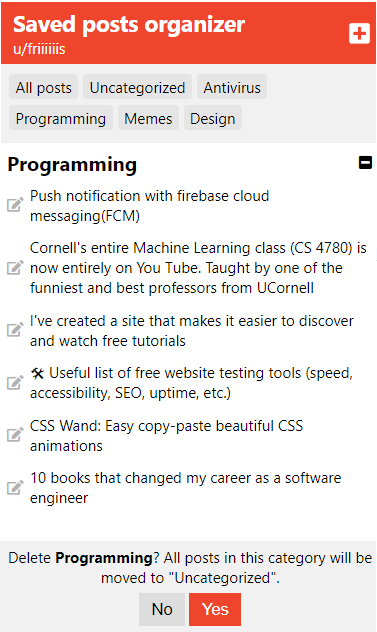 Saved posts organizer
u/friiiiiis
All posts Uncategorized Antivirus
Programming Memes Design
Programming
Push notification with firebase cloud
messaging(FCM)
Cornell's entire Machine Learning class (CS 4780) is
now entirely on You Tube. Taught by one of the
funniest and best professors from UCornell
I've created a site that makes it easier to discover
and watch free tutorials
🛠 Useful list of free website testing tools (speed,
accessibility, SEO, uptime, etc.)
CSS Wand: Easy copy-paste beautiful CSS
animations
10 books that changed my career as a software
engineer
Delete Programming? All posts in this category will be
moved to "Uncategorized".
No Yes